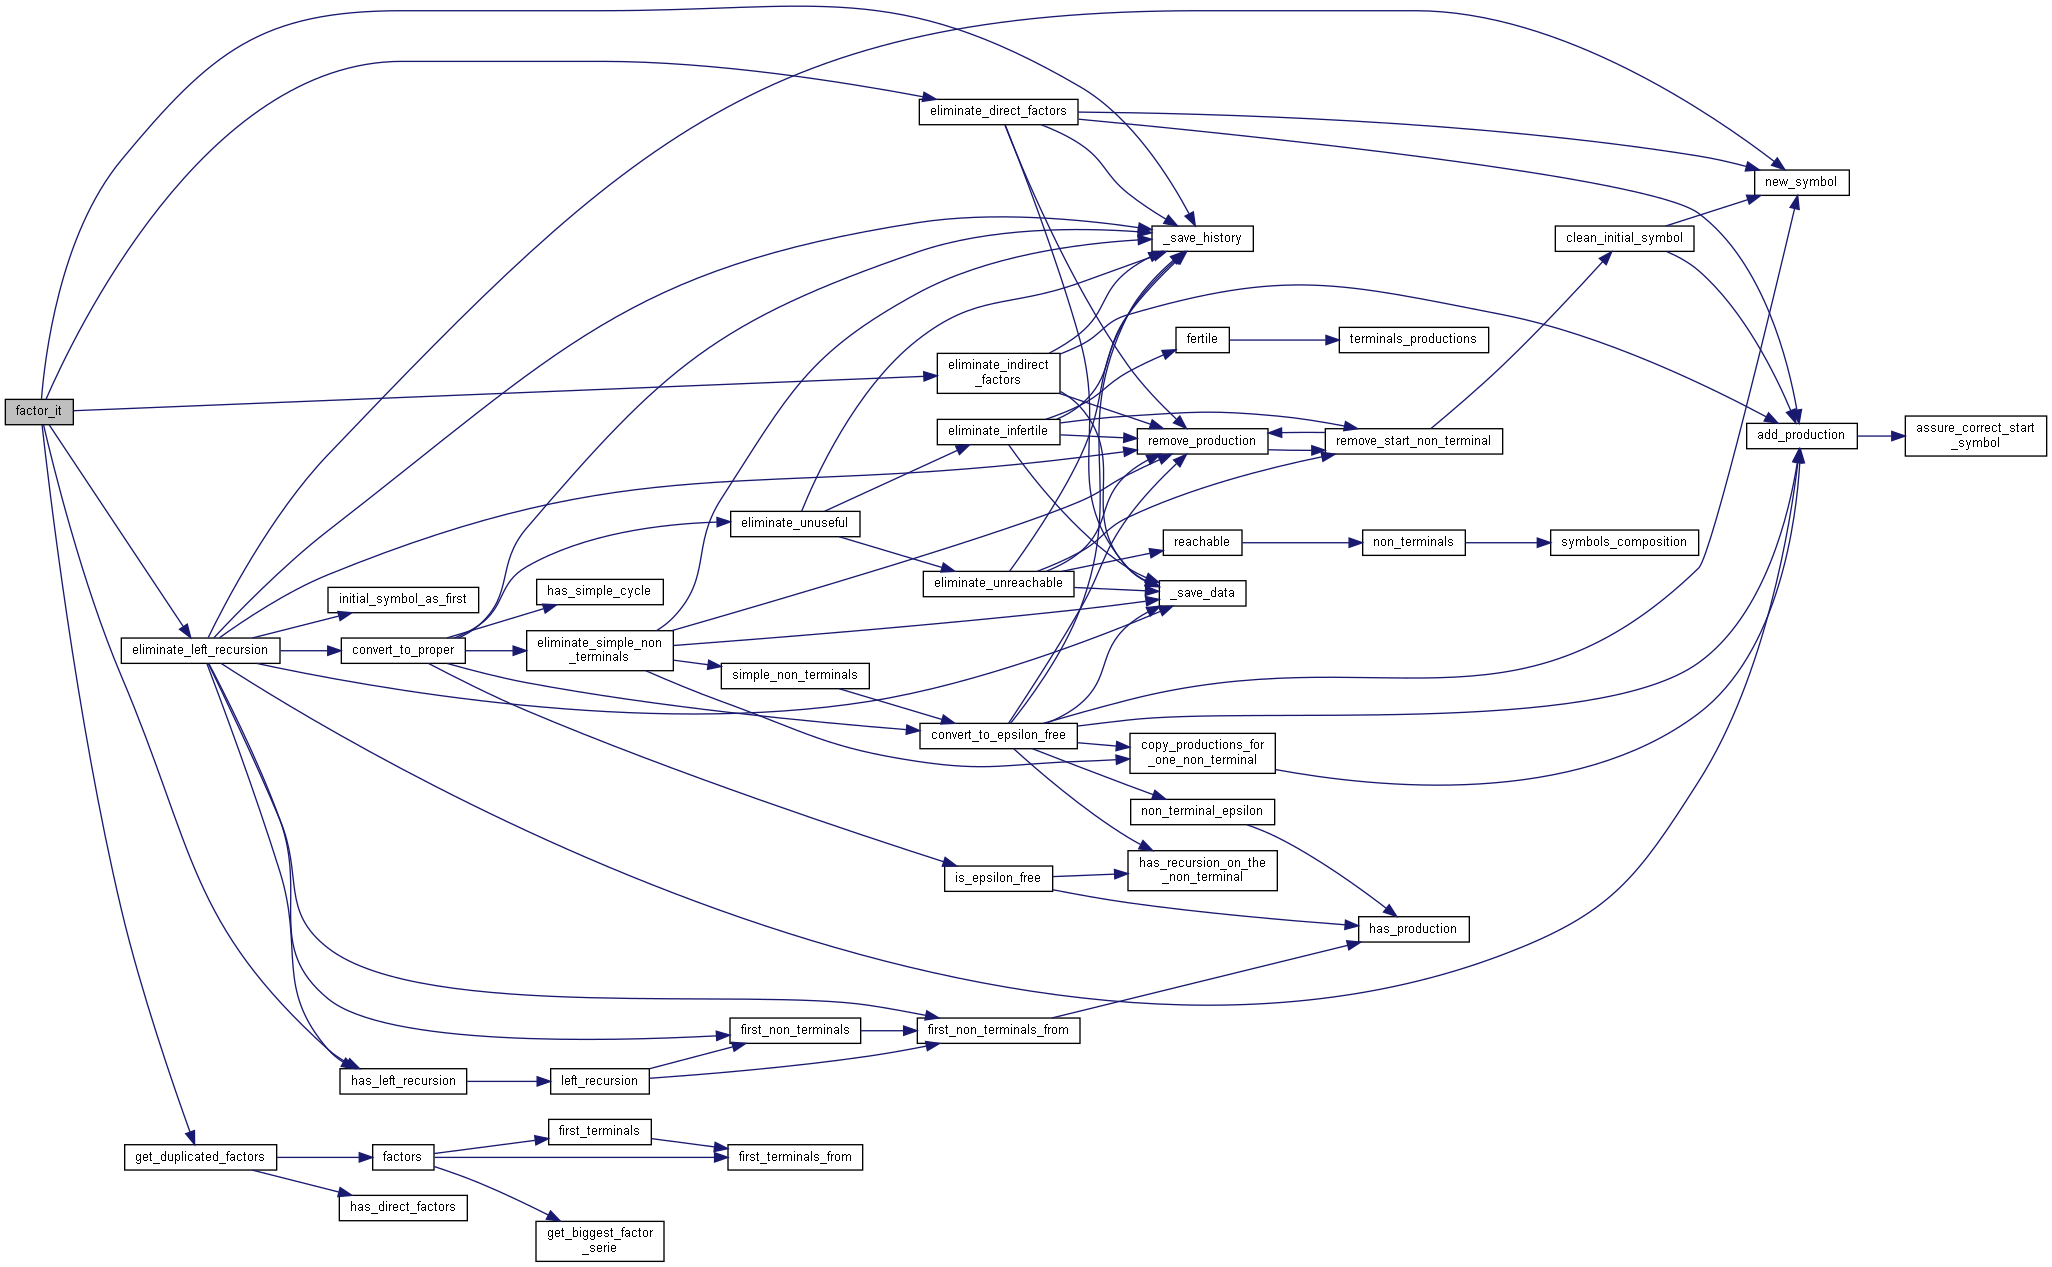 factor_it
eliminate_direct_factors
new_symbol
_save_history
clean_initial_symbol
fertile
terminals_productions
eliminate_indirect
_factors
eliminate_infertile
remove_production
remove_start_non_terminal
add_production
assure_correct_start
_symbol
eliminate_unuseful
reachable
non_terminals
symbols_composition
eliminate_unreachable
_save_data
has_simple_cycle
initial_symbol_as_first
eliminate_left_recursion
convert_to_proper
eliminate_simple_non
_terminals
simple_non_terminals
convert_to_epsilon_free
copy_productions_for
_one_non_terminal
non_terminal_epsilon
has_recursion_on_the
_non_terminal
is_epsilon_free
has_production
first_non_terminals
first_non_terminals_from
has_left_recursion
left_recursion
first_terminals
get_duplicated_factors
factors
first_terminals_from
has_direct_factors
get_biggest_factor
_serie